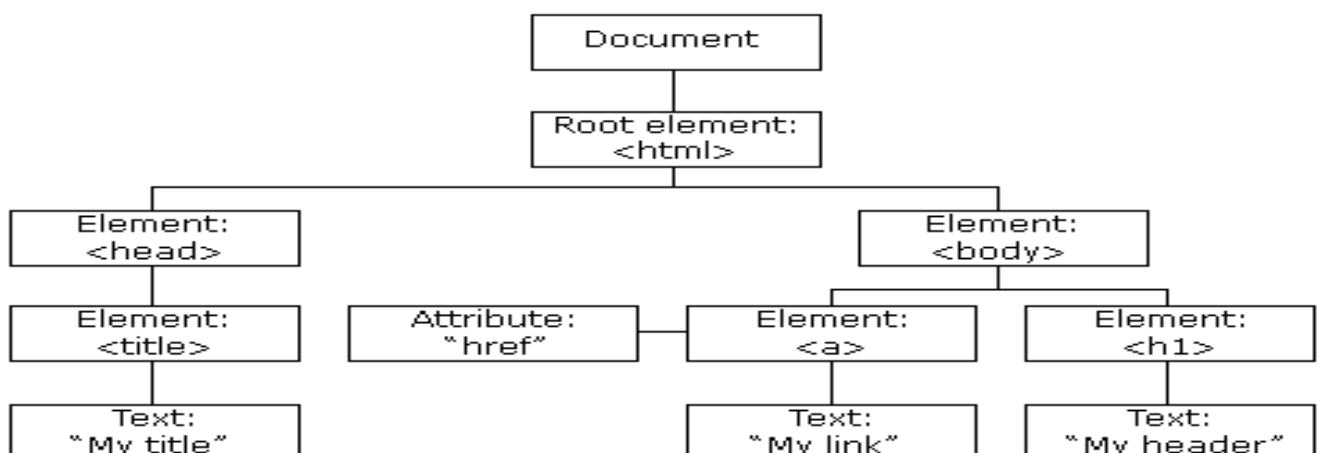 Document
Root element:
<html>
Element:
<head>
Element:
<body>
Element:
<title>
Attribute:
“href”
Element:
<a>
Element:
<h1>
Text:
“My title”
Text:
“My link”
Text:
“My header”